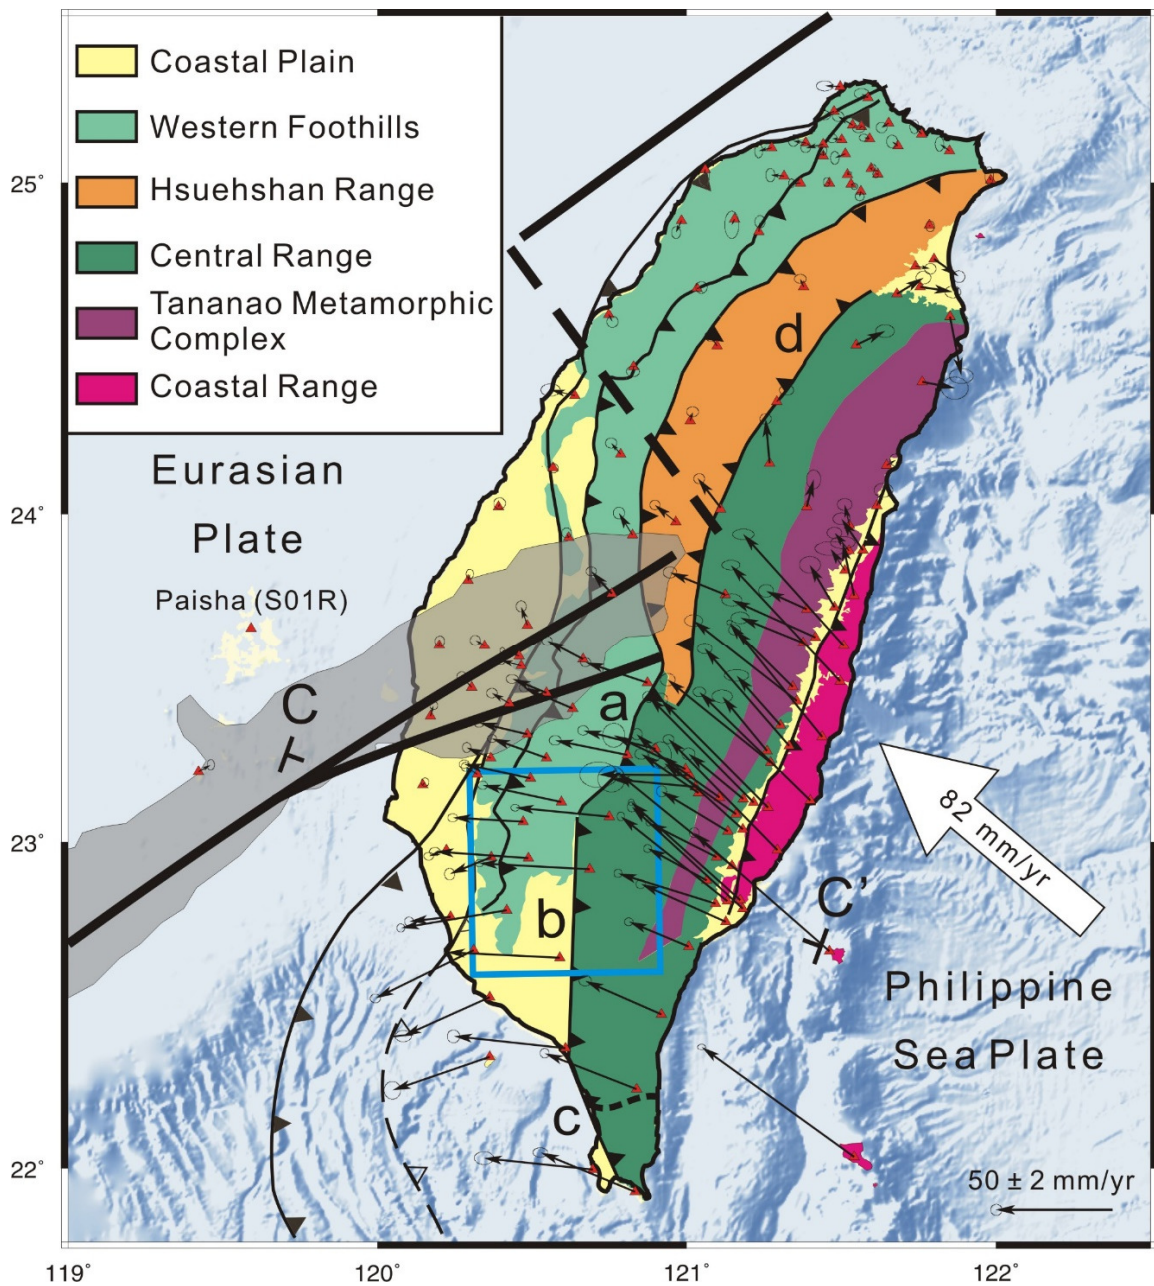 Coastal Plain
Western Foothills
Hsuehshan Range
Central Range
Tananao Metamorphic
Complex
Coastal Range
Eurasian
Plate
Paisha (S01R)
C
a
b
c
d
82 mm/yr
C'
Philippine
Sea Plate
50 ± 2 mm/yr
25˚
24˚
23˚
22˚
119˚
120˚
121˚
122˚